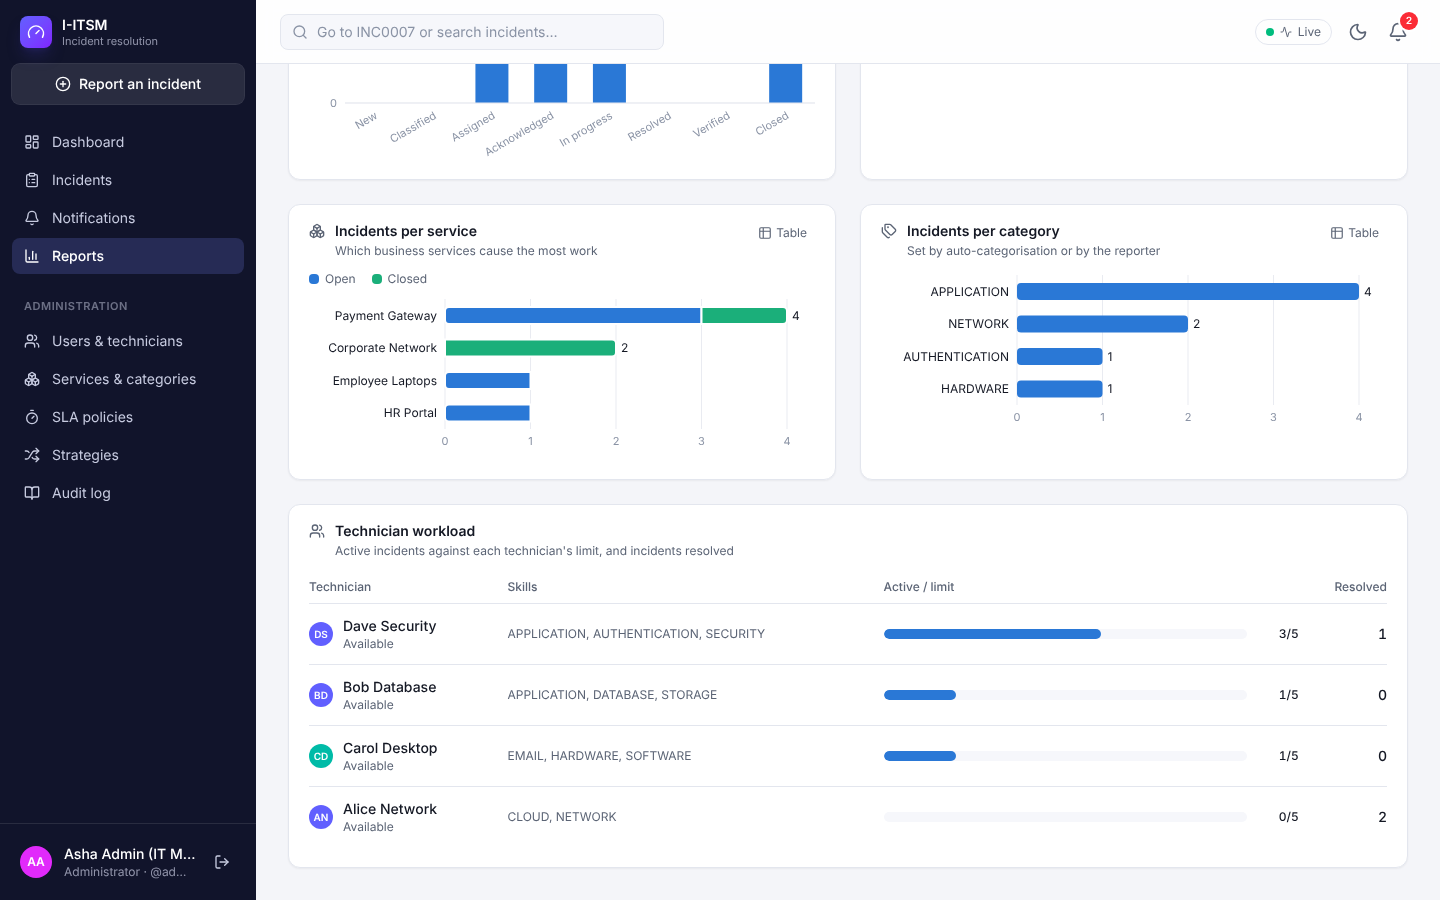 I-ITSM
Incident resolution
Report an incident
Dashboard
Incidents
Notifications
Reports
ADMINISTRATION
Users & technicians
Services & categories
SLA policies
Strategies
Audit log
AA
Asha Admin (IT M...
Administrator · @ad...
Go to INC0007 or search incidents...
Live
2
0
New
Classified
Assigned
Acknowledged
In progress
Resolved
Verified
Closed
Incidents per service
Table
Which business services cause the most work
Open
Closed
Payment Gateway
4
Corporate Network
2
Employee Laptops
HR Portal
0 1 2 3 4
Incidents per category
Table
Set by auto-categorisation or by the reporter
APPLICATION
4
NETWORK
2
AUTHENTICATION
1
HARDWARE
1
0 1 2 3 4
Technician workload
Active incidents against each technician's limit, and incidents resolved
Technician Skills Active / limit Resolved
DS
Dave Security
Available
APPLICATION, AUTHENTICATION, SECURITY
3/5
1
BD
Bob Database
Available
APPLICATION, DATABASE, STORAGE
1/5
0
CD
Carol Desktop
Available
EMAIL, HARDWARE, SOFTWARE
1/5
0
AN
Alice Network
Available
CLOUD, NETWORK
0/5
2